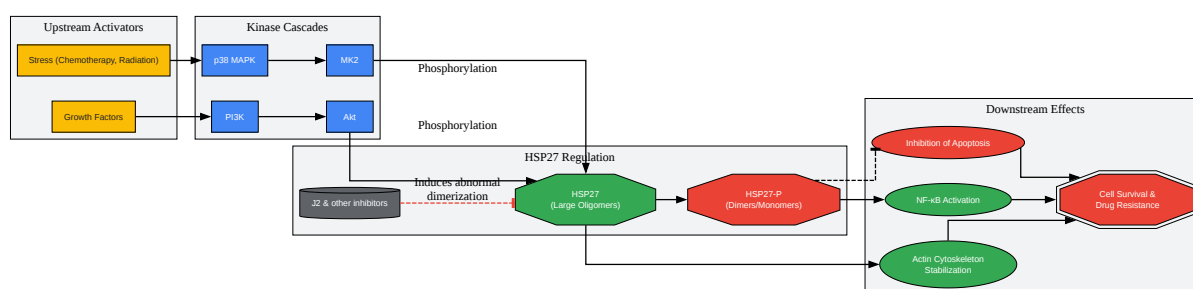 Upstream Activators
Kinase Cascades
Stress (Chemotherapy, Radiation)
p38 MAPK
MK2
Phosphorylation
Growth Factors
PI3K
Akt
Phosphorylation
Downstream Effects
Inhibition of Apoptosis
HSP27 Regulation
Induces abnormal
dimerization
J2 & other inhibitors
HSP27
(Large Oligomers)
HSP27-P
(Dimers/Monomers)
NF-κB Activation
Cell Survival &
Drug Resistance
Actin Cytoskeleton
Stabilization